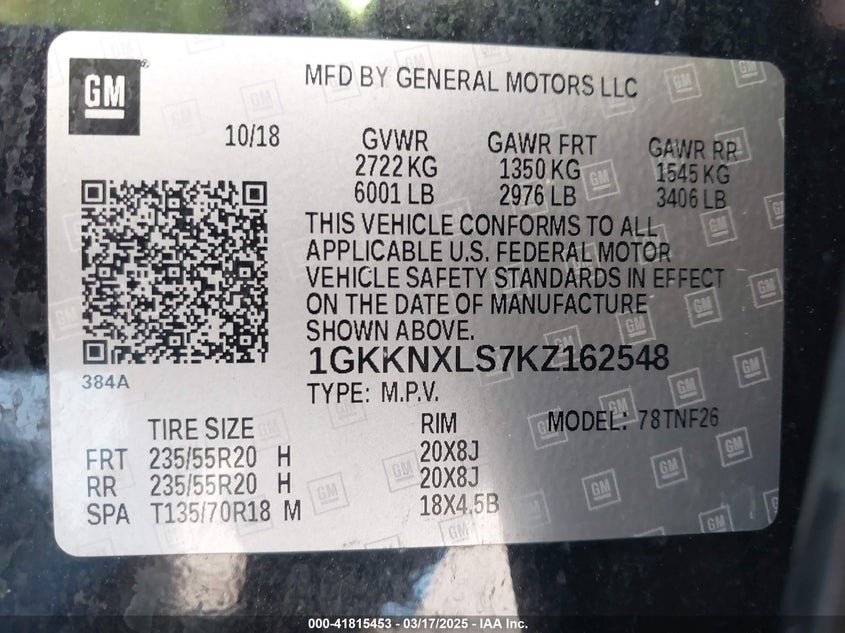 GM
MFD BY GENERAL MOTORS LLC
10/18
GVWR GAWR FRT GAWR RR
2722 KG 1350 KG 1545 KG
6001 LB 2976 LB 3406 LB
THIS VEHICLE CONFORMS TO ALL
APPLICABLE U.S. FEDERAL MOTOR
VEHICLE SAFETY STANDARDS IN EFFECT
ON THE DATE OF MANUFACTURE
SHOWN ABOVE.
1GKKNXLS7KZ162548
384A
TYPE: M.P.V.
TIRE SIZE RIM MODEL: 78TNF26
FRT 235/55R20 H 20X8J
RR 235/55R20 H 20X8J
SPA T135/70R18 M 18X4.5B
000-41815453 — 03/17/2025 — IAA Inc.